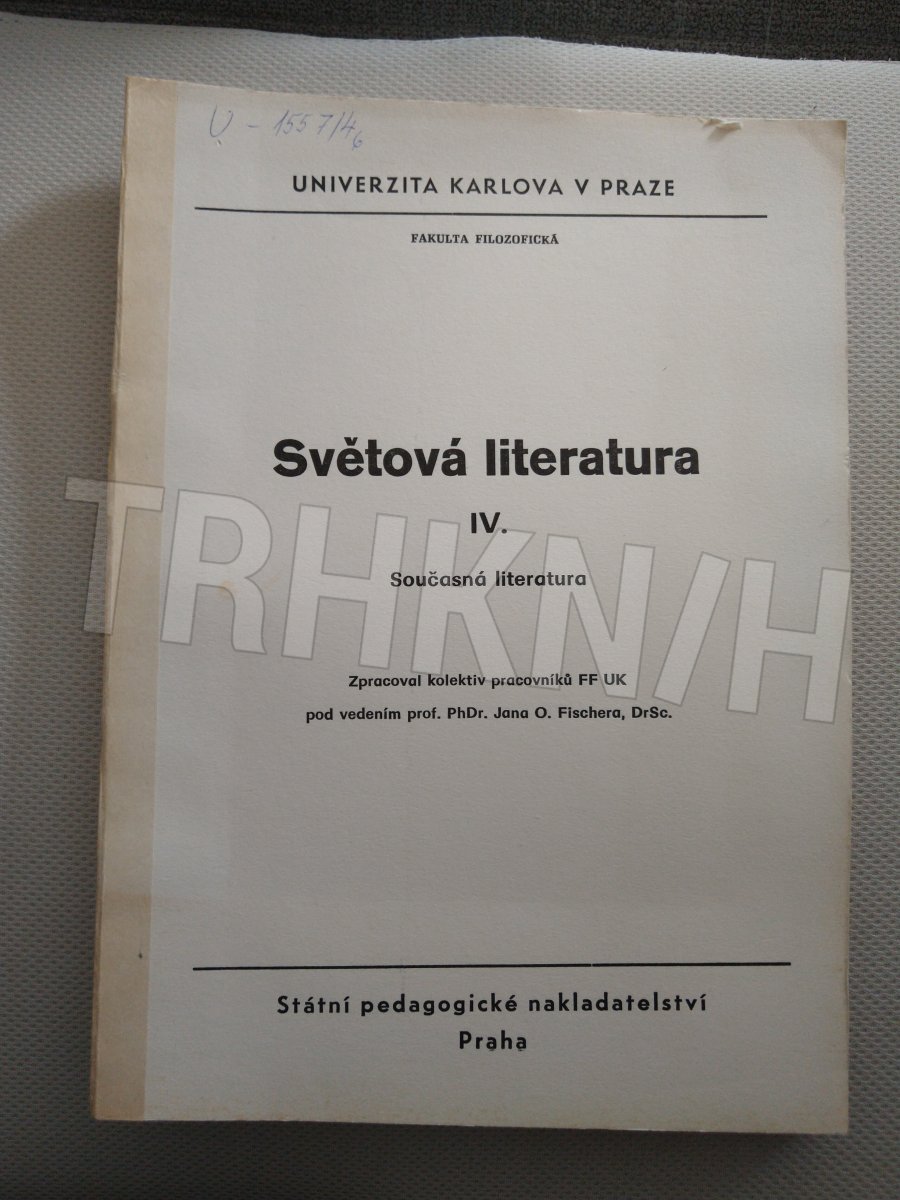 U - 1557/46
UNIVERZITA KARLOVA V PRAZE
FAKULTA FILOZOFICKÁ
Světová literatura
IV.
Současná literatura
Zpracoval kolektiv pracovníků FF UK
pod vedením prof. PhDr. Jana O. Fischera, DrSc.
TRHKNIH
Státní pedagogické nakladatelství
Praha